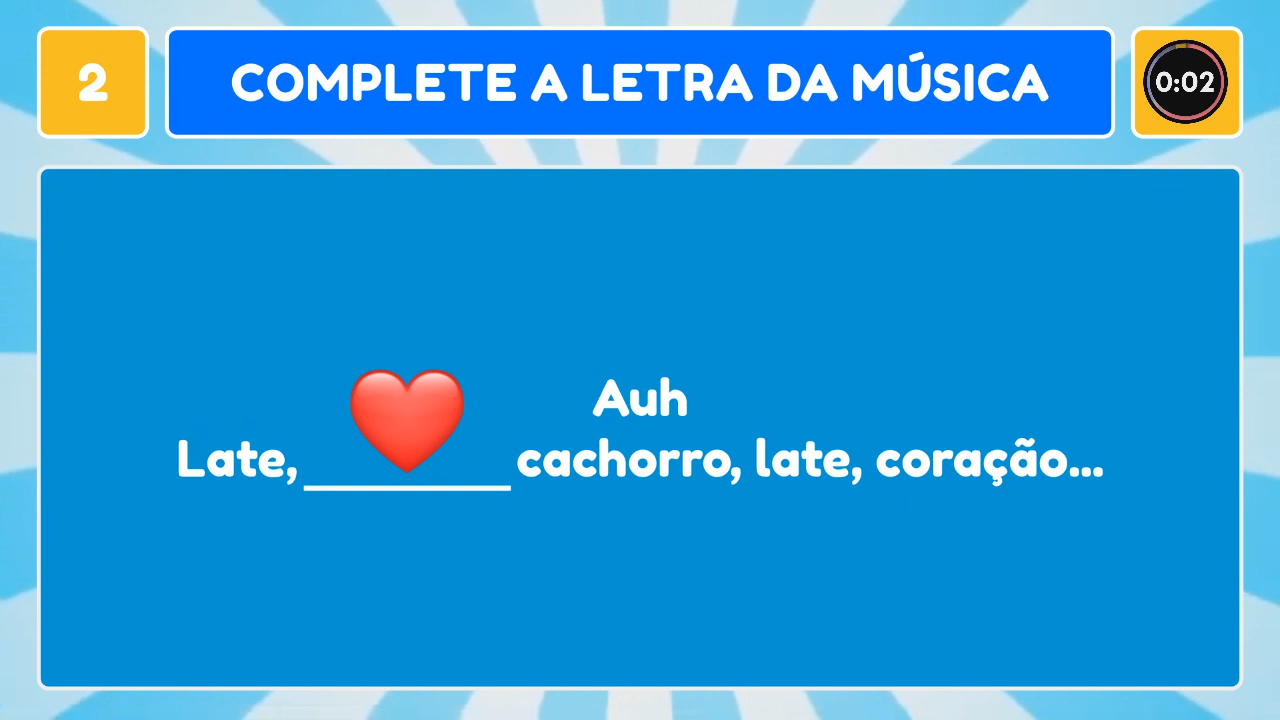 2
COMPLETE A LETRA DA MÚSICA
0:02
Auh
Late, ________ cachorro, late, coração...